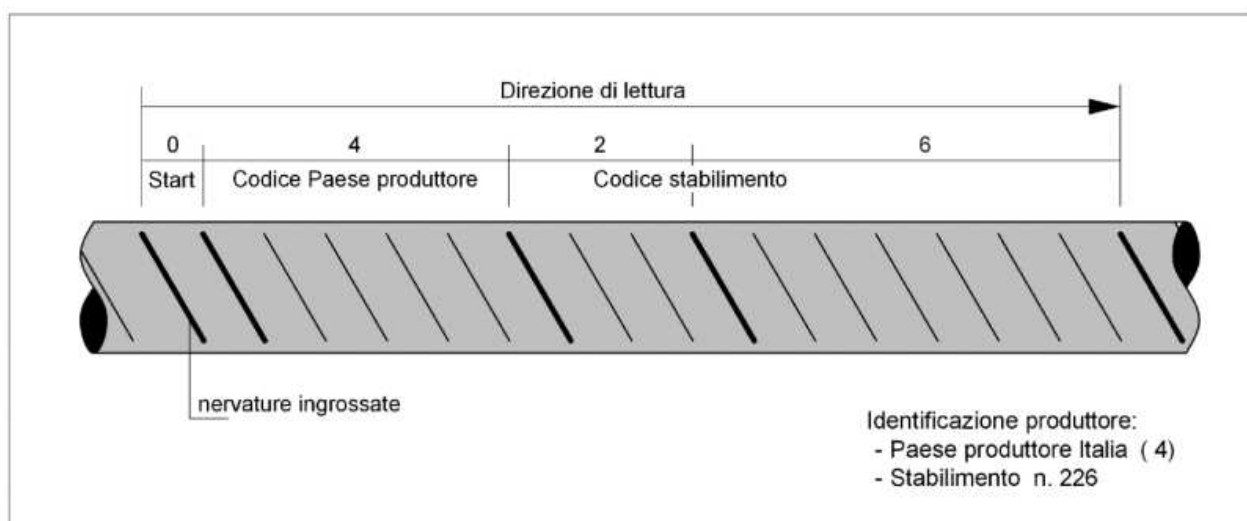 Direzione di lettura
0 4 2 6
Start Codice Paese produttore Codice stabilimento
nervature ingrossate
Identificazione produttore:
- Paese produttore Italia ( 4)
- Stabilimento n. 226